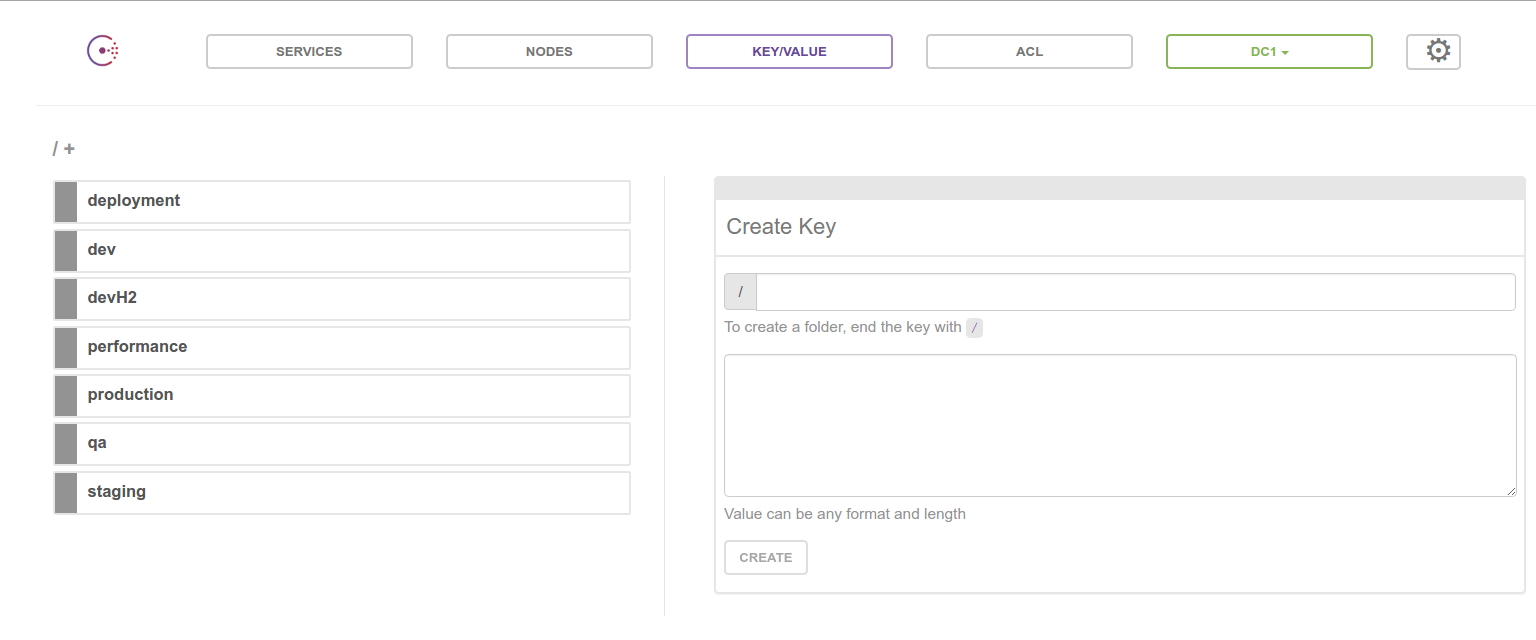 SERVICES NODES KEY/VALUE ACL DC1
/ +
deployment
dev
devH2
performance
production
qa
staging
Create Key
/
To create a folder, end the key with /
Value can be any format and length
CREATE